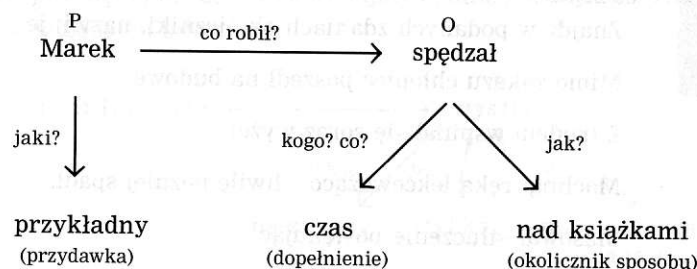 P
O
Marek
co robił?
spędzał
jaki?
kogo? co?
jak?
przykładny
czas
nad książkami
(przydawka)
(dopełnienie)
(okolicznik sposobu)